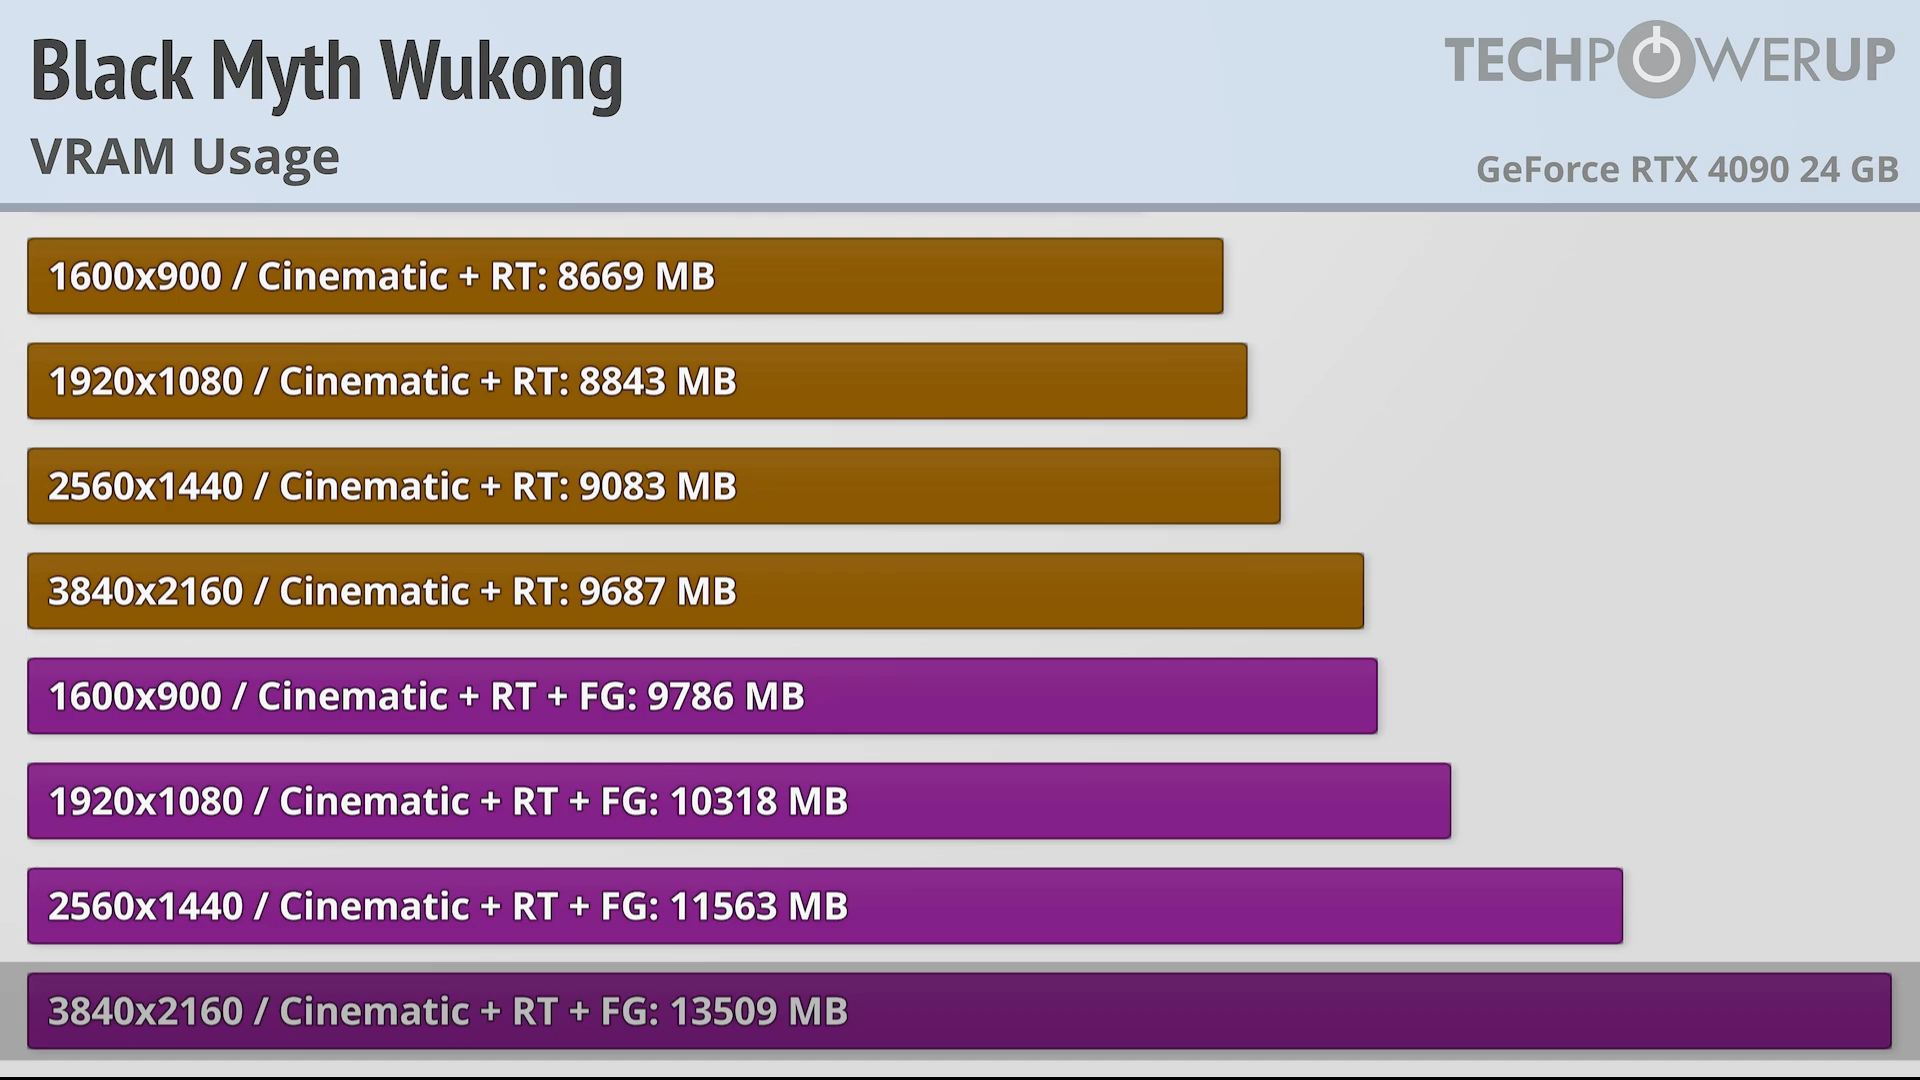 Black Myth Wukong
TECHPOWERUP
VRAM Usage
GeForce RTX 4090 24 GB
1600x900 / Cinematic + RT: 8669 MB
1920x1080 / Cinematic + RT: 8843 MB
2560x1440 / Cinematic + RT: 9083 MB
3840x2160 / Cinematic + RT: 9687 MB
1600x900 / Cinematic + RT + FG: 9786 MB
1920x1080 / Cinematic + RT + FG: 10318 MB
2560x1440 / Cinematic + RT + FG: 11563 MB
3840x2160 / Cinematic + RT + FG: 13509 MB